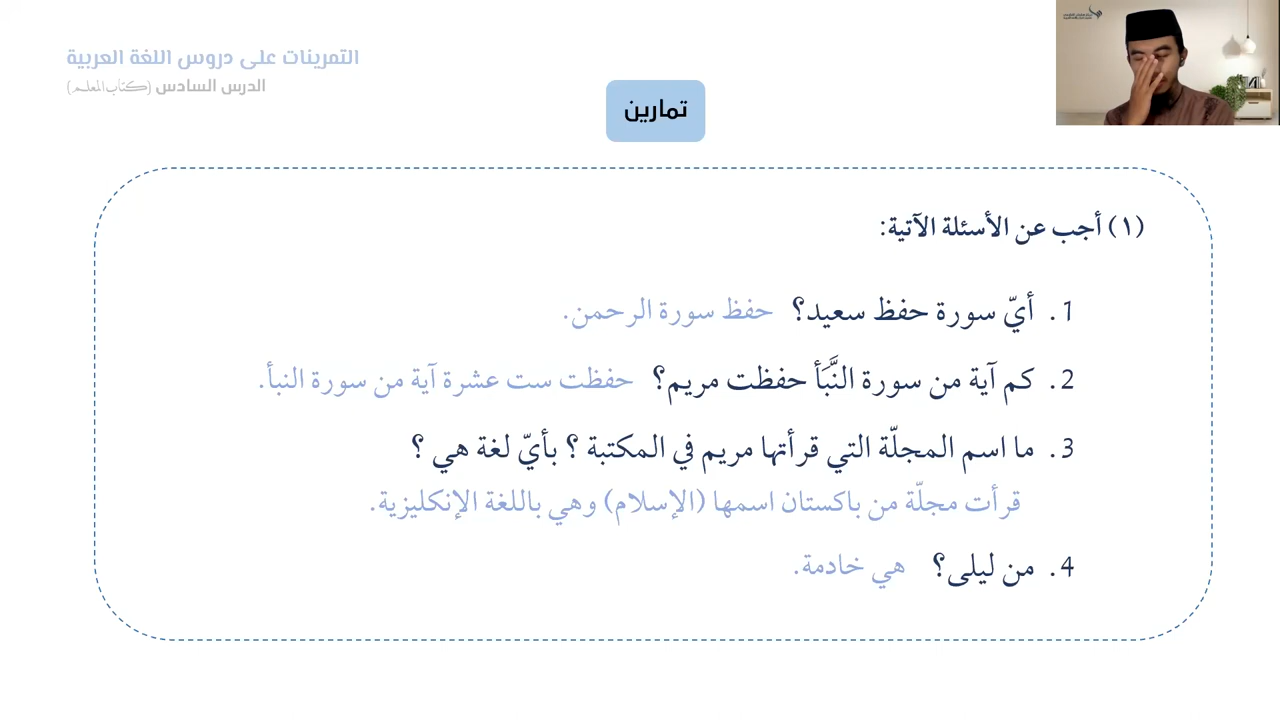 التمرينات على دروس اللغة العربية
الدرس السادس (كتاب المعلم)
تمارين
(١) أجب عن الأسئلة الآتية:
1. أيّ سورة حفظ سعيد؟ حفظ سورة الرحمن.
2. كم آية من سورة النَّبَأ حفظت مريم؟ حفظت ست عشرة آية من سورة النبأ.
3. ما اسم المجلّة التي قرأتها مريم في المكتبة ؟ بأيّ لغة هي ؟
قرأت مجلّة من باكستان اسمها (الإسلام) وهي باللغة الإنكليزية.
4. من ليلى؟ هي خادمة.